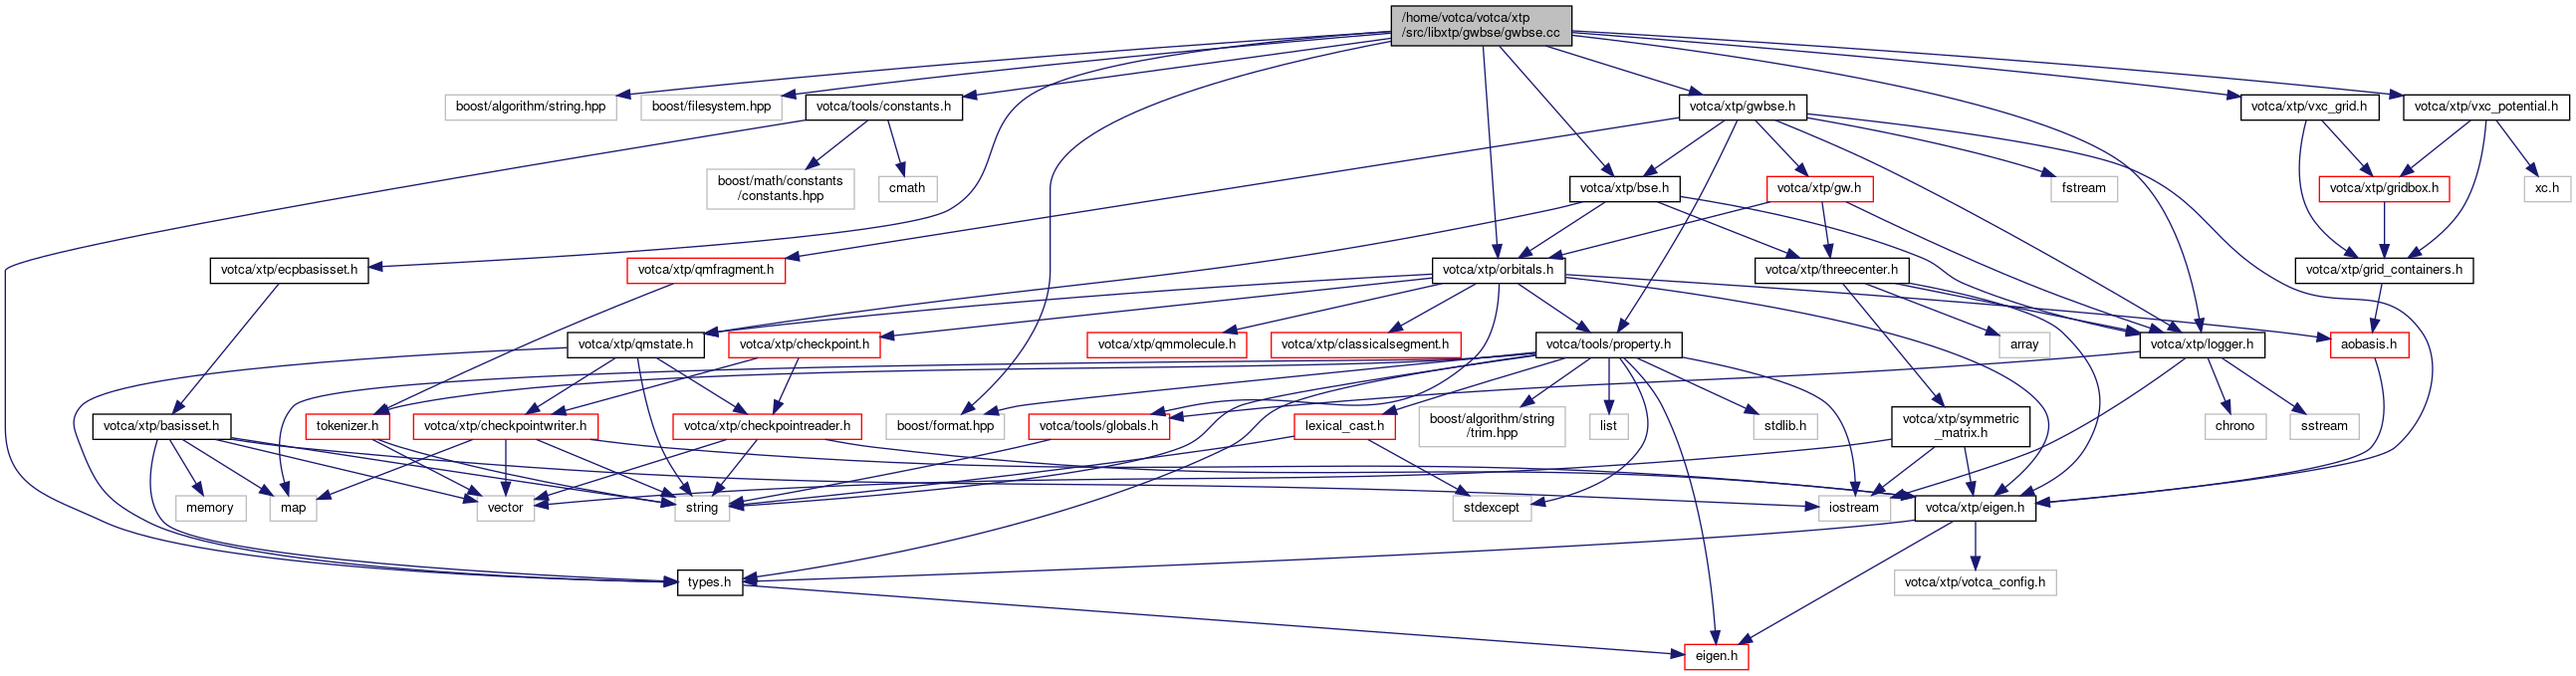 /home/votca/votca/xtp
/src/libxtp/gwbse/gwbse.cc
boost/algorithm/string.hpp
boost/filesystem.hpp
votca/tools/constants.h
votca/xtp/gwbse.h
votca/xtp/vxc_grid.h
votca/xtp/vxc_potential.h
boost/math/constants
/constants.hpp
cmath
votca/xtp/bse.h
votca/xtp/gw.h
fstream
votca/xtp/gridbox.h
xc.h
votca/xtp/ecpbasisset.h
votca/xtp/qmfragment.h
votca/xtp/orbitals.h
votca/xtp/threecenter.h
votca/xtp/grid_containers.h
votca/xtp/qmstate.h
votca/xtp/checkpoint.h
votca/xtp/qmmolecule.h
votca/xtp/classicalsegment.h
votca/tools/property.h
array
votca/xtp/logger.h
aobasis.h
votca/xtp/basisset.h
tokenizer.h
votca/xtp/checkpointwriter.h
votca/xtp/checkpointreader.h
boost/format.hpp
votca/tools/globals.h
lexical_cast.h
boost/algorithm/string
/trim.hpp
list
stdlib.h
votca/xtp/symmetric
_matrix.h
chrono
sstream
memory
map
vector
string
stdexcept
iostream
votca/xtp/eigen.h
types.h
votca/xtp/votca_config.h
eigen.h